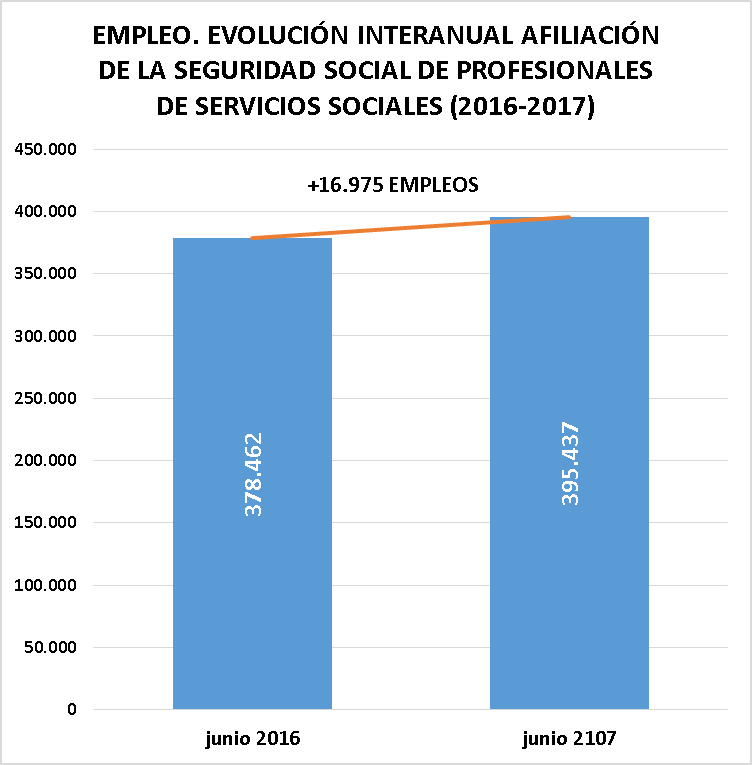 EMPLEO. EVOLUCIÓN INTERANUAL AFILIACIÓN
DE LA SEGURIDAD SOCIAL DE PROFESIONALES
DE SERVICIOS SOCIALES (2016-2017)
450.000
+16.975 EMPLEOS
400.000
350.000
300.000
250.000
200.000
150.000
100.000
50.000
0
378.462
395.437
junio 2016
junio 2107